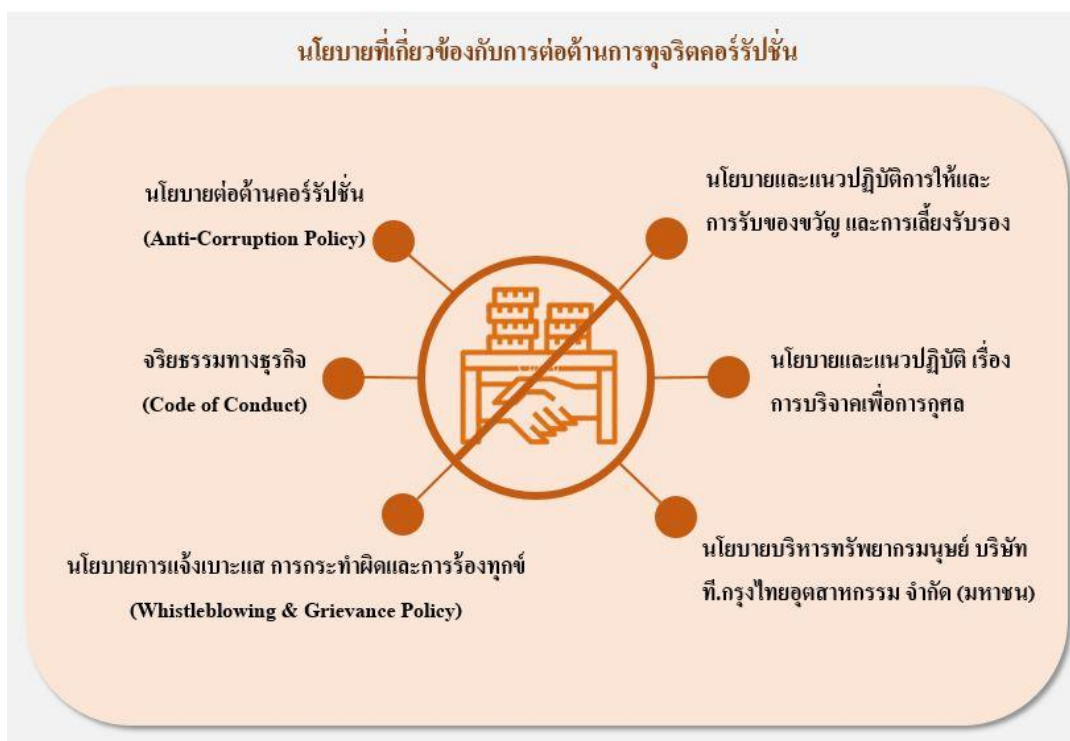 นโยบายที่เกี่ยวข้องกับการต่อต้านการทุจริตคอร์รัปชั่น
นโยบายต่อต้านคอร์รัปชั่น
(Anti-Corruption Policy)
จริยธรรมทางธุรกิจ
(Code of Conduct)
นโยบายการแจ้งเบาะแส การกระทำผิดและการร้องทุกข์
(Whistleblowing & Grievance Policy)
นโยบายและแนวปฏิบัติการให้และ
การรับของขวัญ และการเลี้ยงรับรอง
นโยบายและแนวปฏิบัติ เรื่อง
การบริจาคเพื่อการกุศล
นโยบายบริหารทรัพยากรมนุษย์ บริษัท
ที.กรุงไทยอุตสาหกรรม จำกัด (มหาชน)